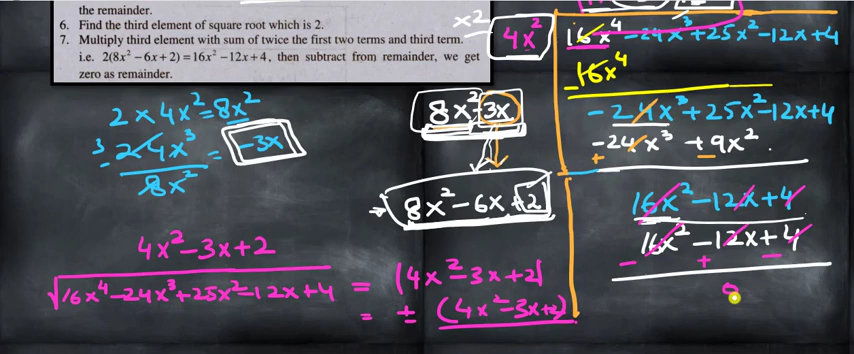 the remainder.
6. Find the third element of square root which is 2.
7. Multiply third element with sum of twice the first two terms and third term.
i.e. 2(8x² − 6x + 2) = 16x² − 12x + 4, then subtract from remainder, we get
zero as remainder.
x2
4x²
16x⁴ − 24x³ + 25x² − 12x + 4
− 16x⁴
− 24x³ + 25x² − 12x + 4
− 24x³ + 9x²
+ −
16x² − 12x + 4
16x² − 12x + 4
− + −
0
2 × 4x² = 8x²
3
− 24x³ = −3x
8x²
8x² − 3x
→ 8x² − 6x + 2
4x² − 3x + 2
√16x⁴ − 24x³ + 25x² − 12x + 4 = |4x² − 3x + 2|
= ± (4x² − 3x + 2)